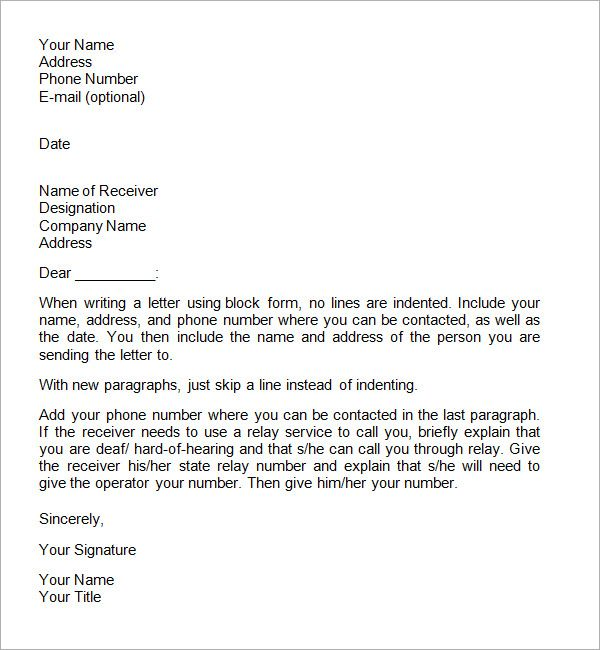 Your Name
Address
Phone Number
E-mail (optional)
Date
Name of Receiver
Designation
Company Name
Address
Dear __________:
When writing a letter using block form, no lines are indented. Include your
name, address, and phone number where you can be contacted, as well as
the date. You then include the name and address of the person you are
sending the letter to.
With new paragraphs, just skip a line instead of indenting.
Add your phone number where you can be contacted in the last paragraph.
If the receiver needs to use a relay service to call you, briefly explain that
you are deaf/ hard-of-hearing and that s/he can call you through relay. Give
the receiver his/her state relay number and explain that s/he will need to
give the operator your number. Then give him/her your number.
Sincerely,
Your Signature
Your Name
Your Title